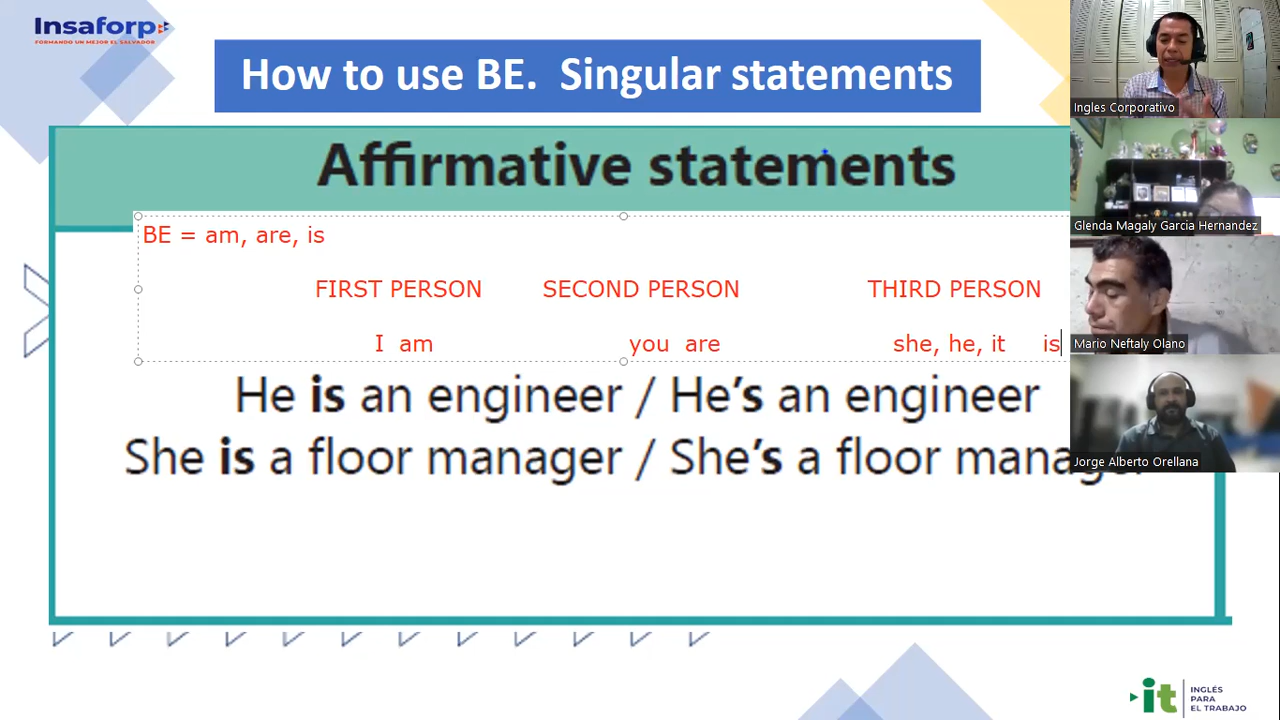 Insaforp
FORMANDO UN MEJOR EL SALVADOR
How to use BE. Singular statements
Affirmative statements
BE = am, are, is
FIRST PERSON SECOND PERSON THIRD PERSON
I am you are she, he, it is
He is an engineer / He's an engineer
She is a floor manager / She's a floor manager
Ingles Corporativo
Glenda Magaly Garcia Hernandez
Mario Neftaly Olano
Jorge Alberto Orellana
it
INGLÉS
PARA
EL TRABAJO